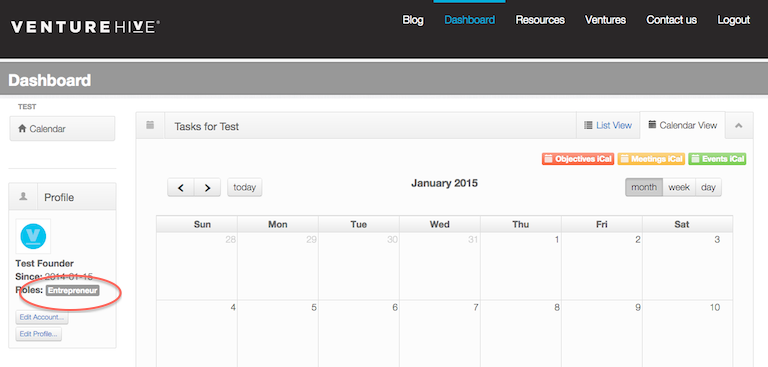 VENTUREHIVE®
Blog Dashboard Resources Ventures Contact us Logout
Dashboard
TEST
Calendar
Tasks for Test List View Calendar View
Objectives iCal Meetings iCal Events iCal
today January 2015 month week day
Sun Mon Tue Wed Thu Fri Sat
28 29 30 31 1 2 3
4 5 6 7 8 9 10
Profile
Test Founder
Since: 2014-01-15
Roles: Entrepreneur
Edit Account...
Edit Profile...